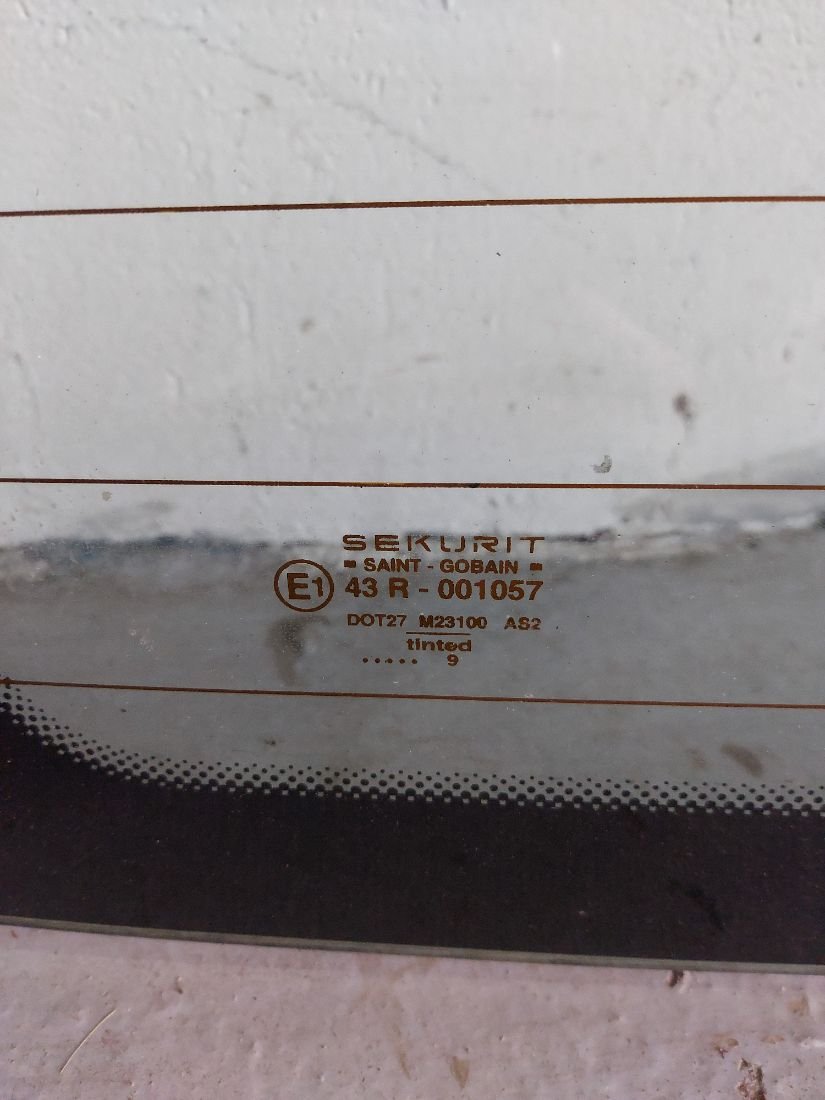 SEKURIT
SAINT - GOBAIN
E1 43 R - 001057
DOT27 M23100 AS2
tinted
..... 9